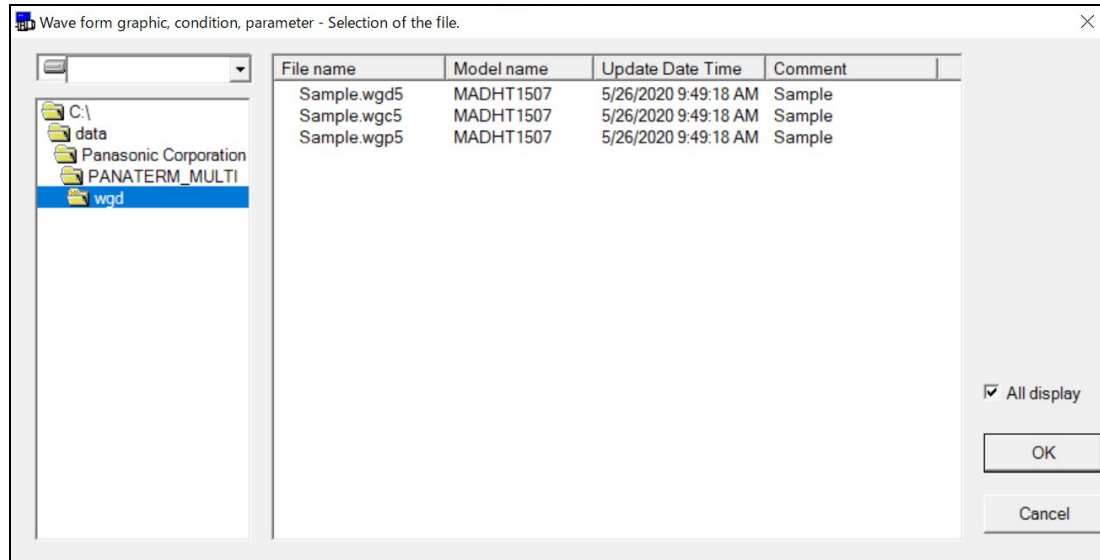 Wave form graphic, condition, parameter - Selection of the file.
File name Model name Update Date Time Comment
Sample.wgd5 MADHT1507 5/26/2020 9:49:18 AM Sample
Sample.wgc5 MADHT1507 5/26/2020 9:49:18 AM Sample
Sample.wgp5 MADHT1507 5/26/2020 9:49:18 AM Sample
C:\
data
Panasonic Corporation
PANATERM_MULTI
wgd
All display
OK
Cancel